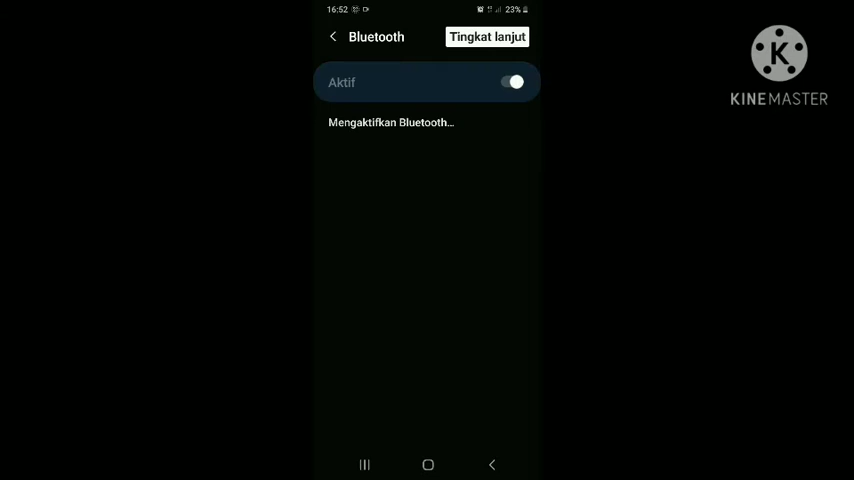 16:52
23%
Bluetooth
Tingkat lanjut
Aktif
Mengaktifkan Bluetooth...
K
KINEMASTER